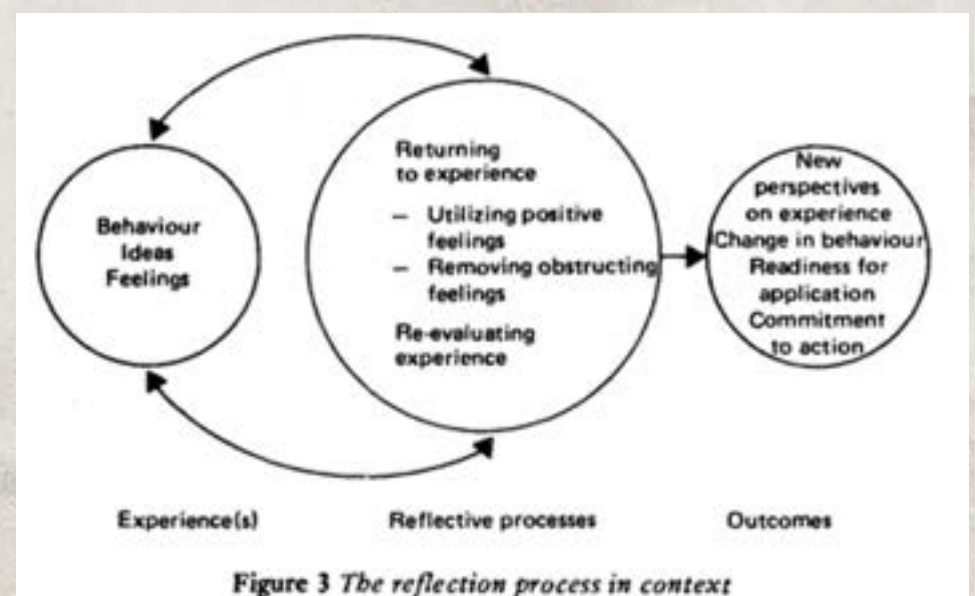 Behaviour
Ideas
Feelings
Returning
to experience
– Utilizing positive
feelings
– Removing obstructing
feelings
Re-evaluating
experience
New
perspectives
on experience
Change in behaviour
Readiness for
application
Commitment
to action
Experience(s)
Reflective processes
Outcomes
Figure 3 The reflection process in context